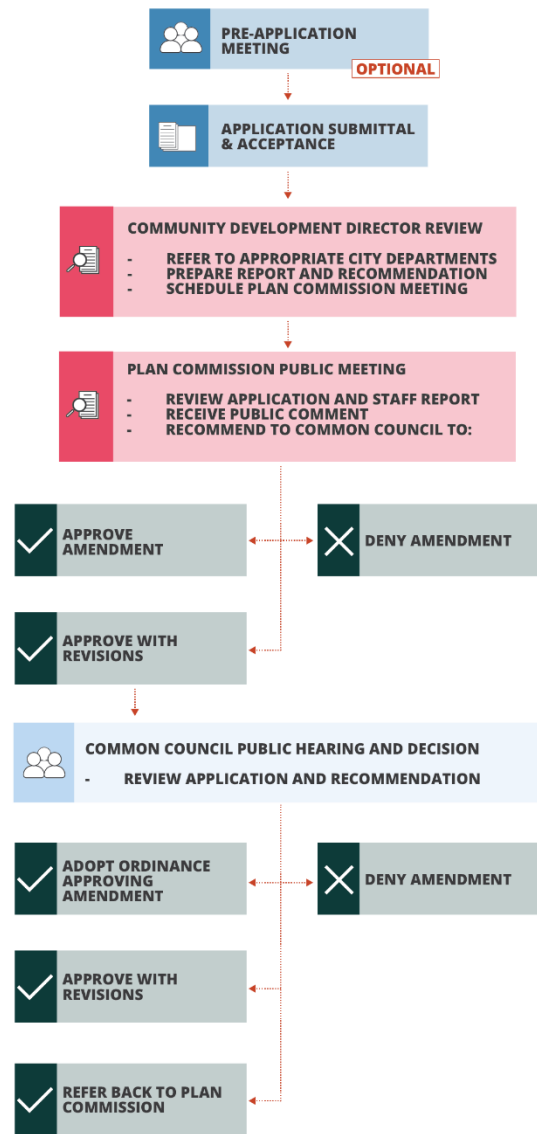 PRE-APPLICATION
MEETING
OPTIONAL
APPLICATION SUBMITTAL
& ACCEPTANCE
COMMUNITY DEVELOPMENT DIRECTOR REVIEW
- REFER TO APPROPRIATE CITY DEPARTMENTS
- PREPARE REPORT AND RECOMMENDATION
- SCHEDULE PLAN COMMISSION MEETING
PLAN COMMISSION PUBLIC MEETING
- REVIEW APPLICATION AND STAFF REPORT
- RECEIVE PUBLIC COMMENT
- RECOMMEND TO COMMON COUNCIL TO:
APPROVE
AMENDMENT
DENY AMENDMENT
APPROVE WITH
REVISIONS
COMMON COUNCIL PUBLIC HEARING AND DECISION
- REVIEW APPLICATION AND RECOMMENDATION
ADOPT ORDINANCE
APPROVING
AMENDMENT
DENY AMENDMENT
APPROVE WITH
REVISIONS
REFER BACK TO PLAN
COMMISSION